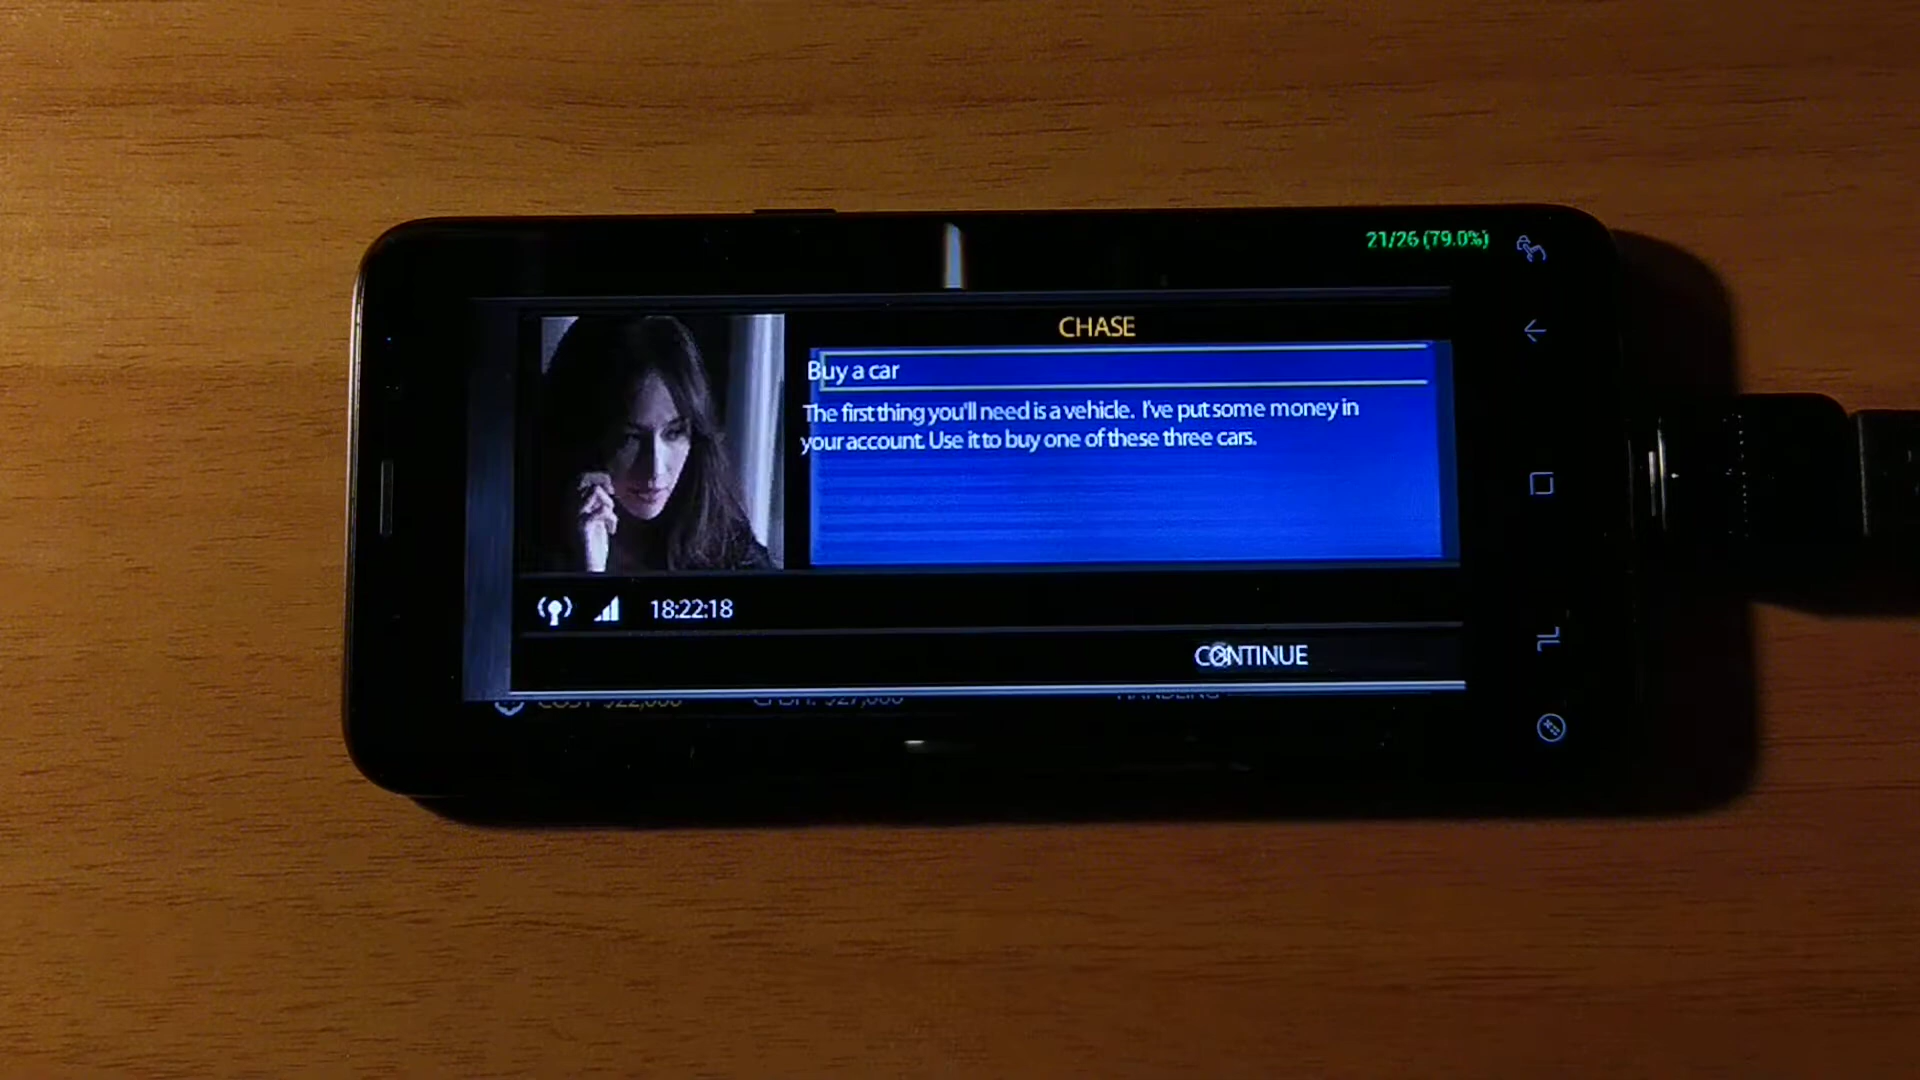 21/26 (79.0%)
CHASE
Buy a car
The first thing you'll need is a vehicle. I've put some money in
your account. Use it to buy one of these three cars.
18:22:18
CONTINUE
HANDLING